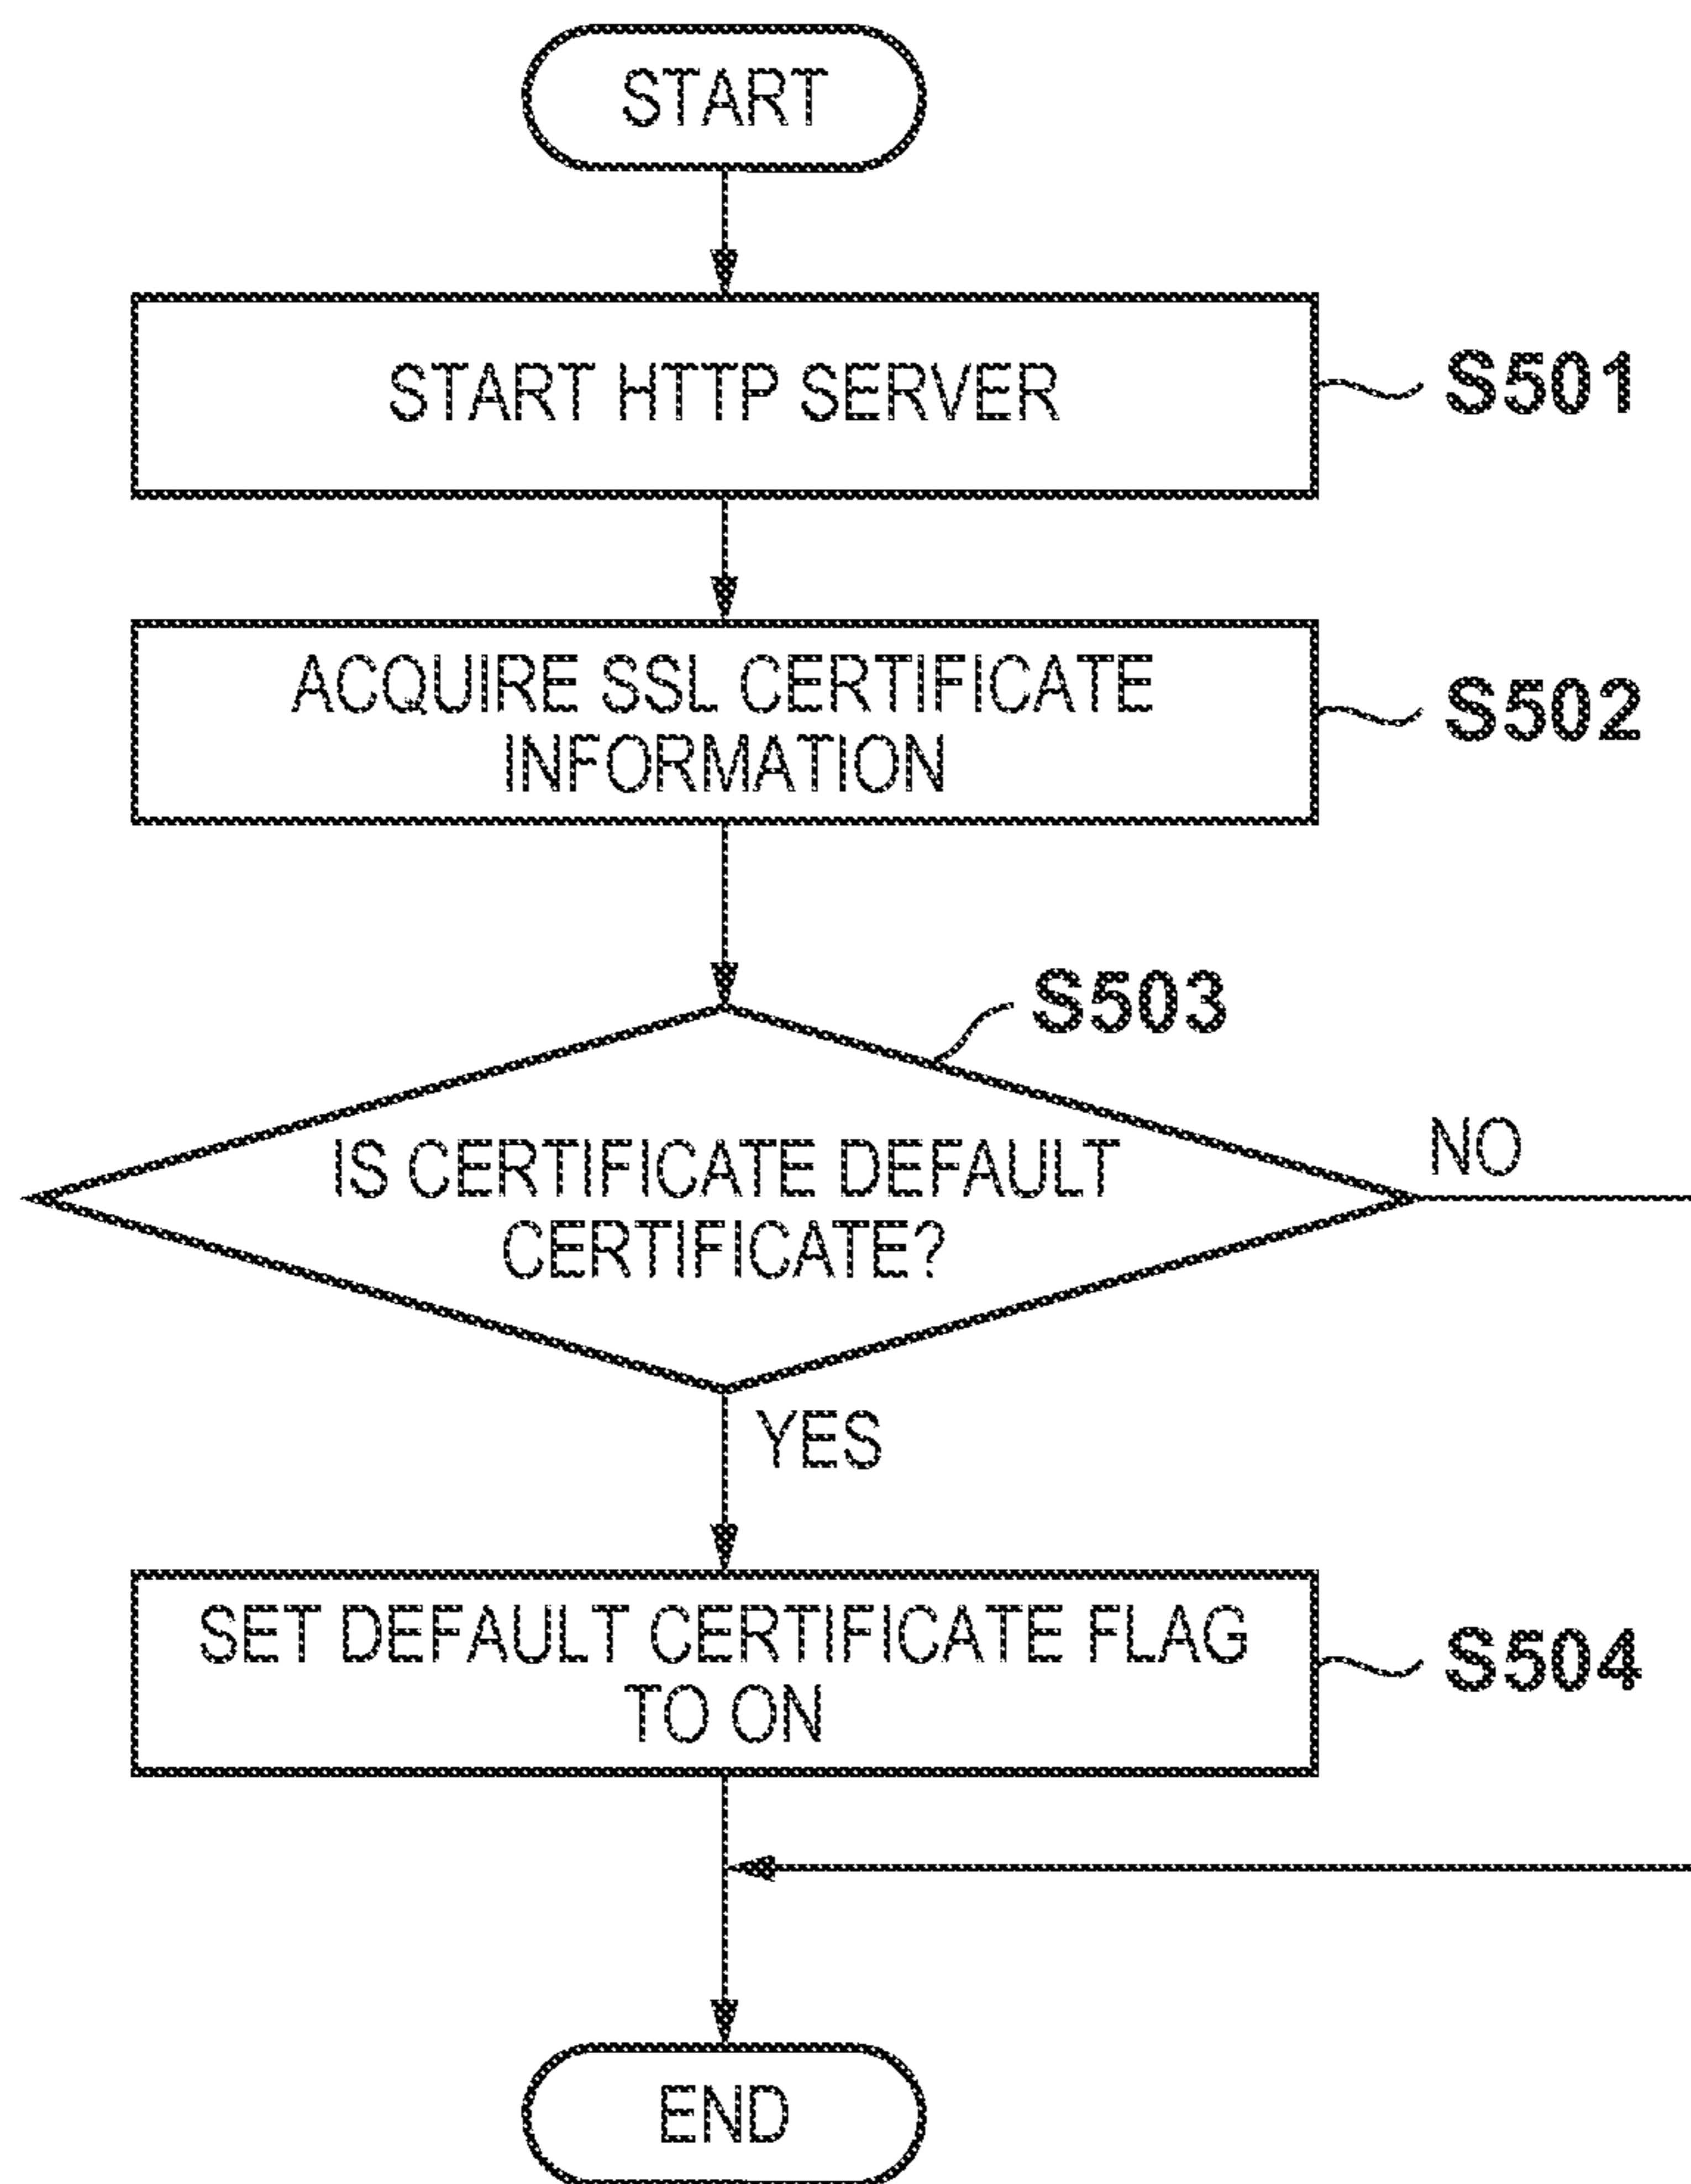 START
START HTTP SERVER
S501
ACQUIRE SSL CERTIFICATE
INFORMATION
S502
S503
IS CERTIFICATE DEFAULT
CERTIFICATE?
NO
YES
SET DEFAULT CERTIFICATE FLAG
TO ON
S504
END